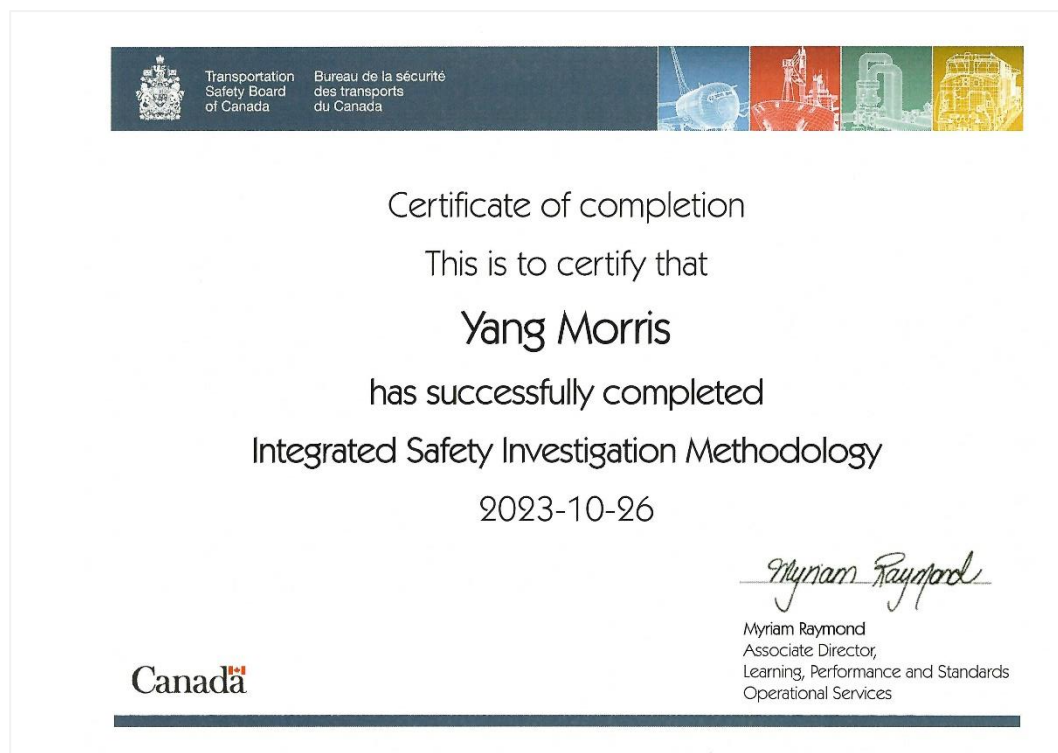 Transportation
Safety Board
of Canada
Bureau de la sécurité
des transports
du Canada
Certificate of completion
This is to certify that
Yang Morris
has successfully completed
Integrated Safety Investigation Methodology
2023-10-26
Myriam Raymond
Myriam Raymond
Associate Director,
Learning, Performance and Standards
Operational Services
Canada